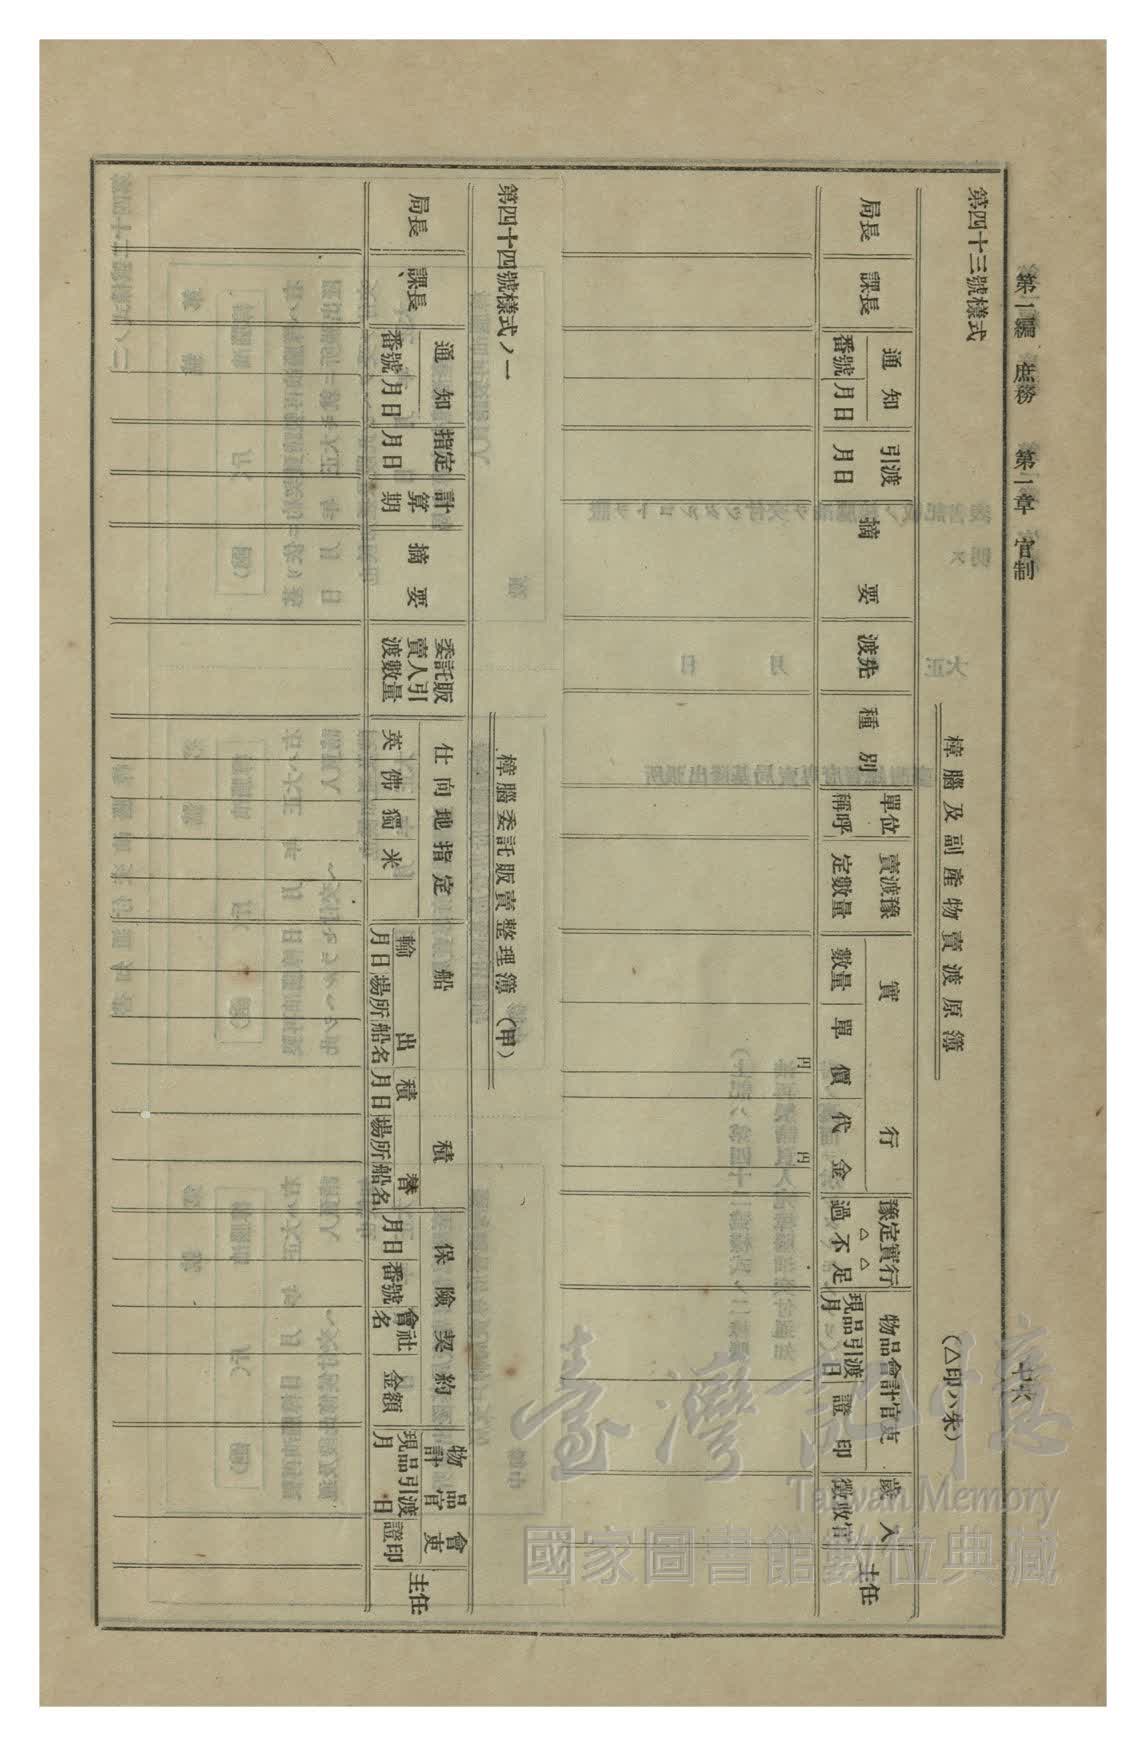 第一編 庶務 第一章 官制
第四十三號樣式
樟腦及副產物賣渡原簿
(△印ハ朱)
局長
課長
通知
番號
月日
引渡
月日
摘要
渡先
種別
單位
稱呼
賣渡豫
定數量
實行
數量
單價
円
代金
円
豫定實行
△△
過不足
物品會計官吏
現品引渡
月日
證印
歲入
徵收官
主任
第四十四號樣式ノ一
樟腦委託販賣整理簿 (甲)
局長
課長
通知
番號
月日
指定
月日
計算期
摘要
委託販
賣人引
渡數量
仕向地指定
英
佛
獨
米
船積
輸出
月日
場所
船名
積替
月日
場所
船名
保險契約
月日
番號
會社名
金額
物品會計官吏
現品引渡
月日
證印
主任
臺灣記憶
Taiwan Memory
國家圖書館數位典藏